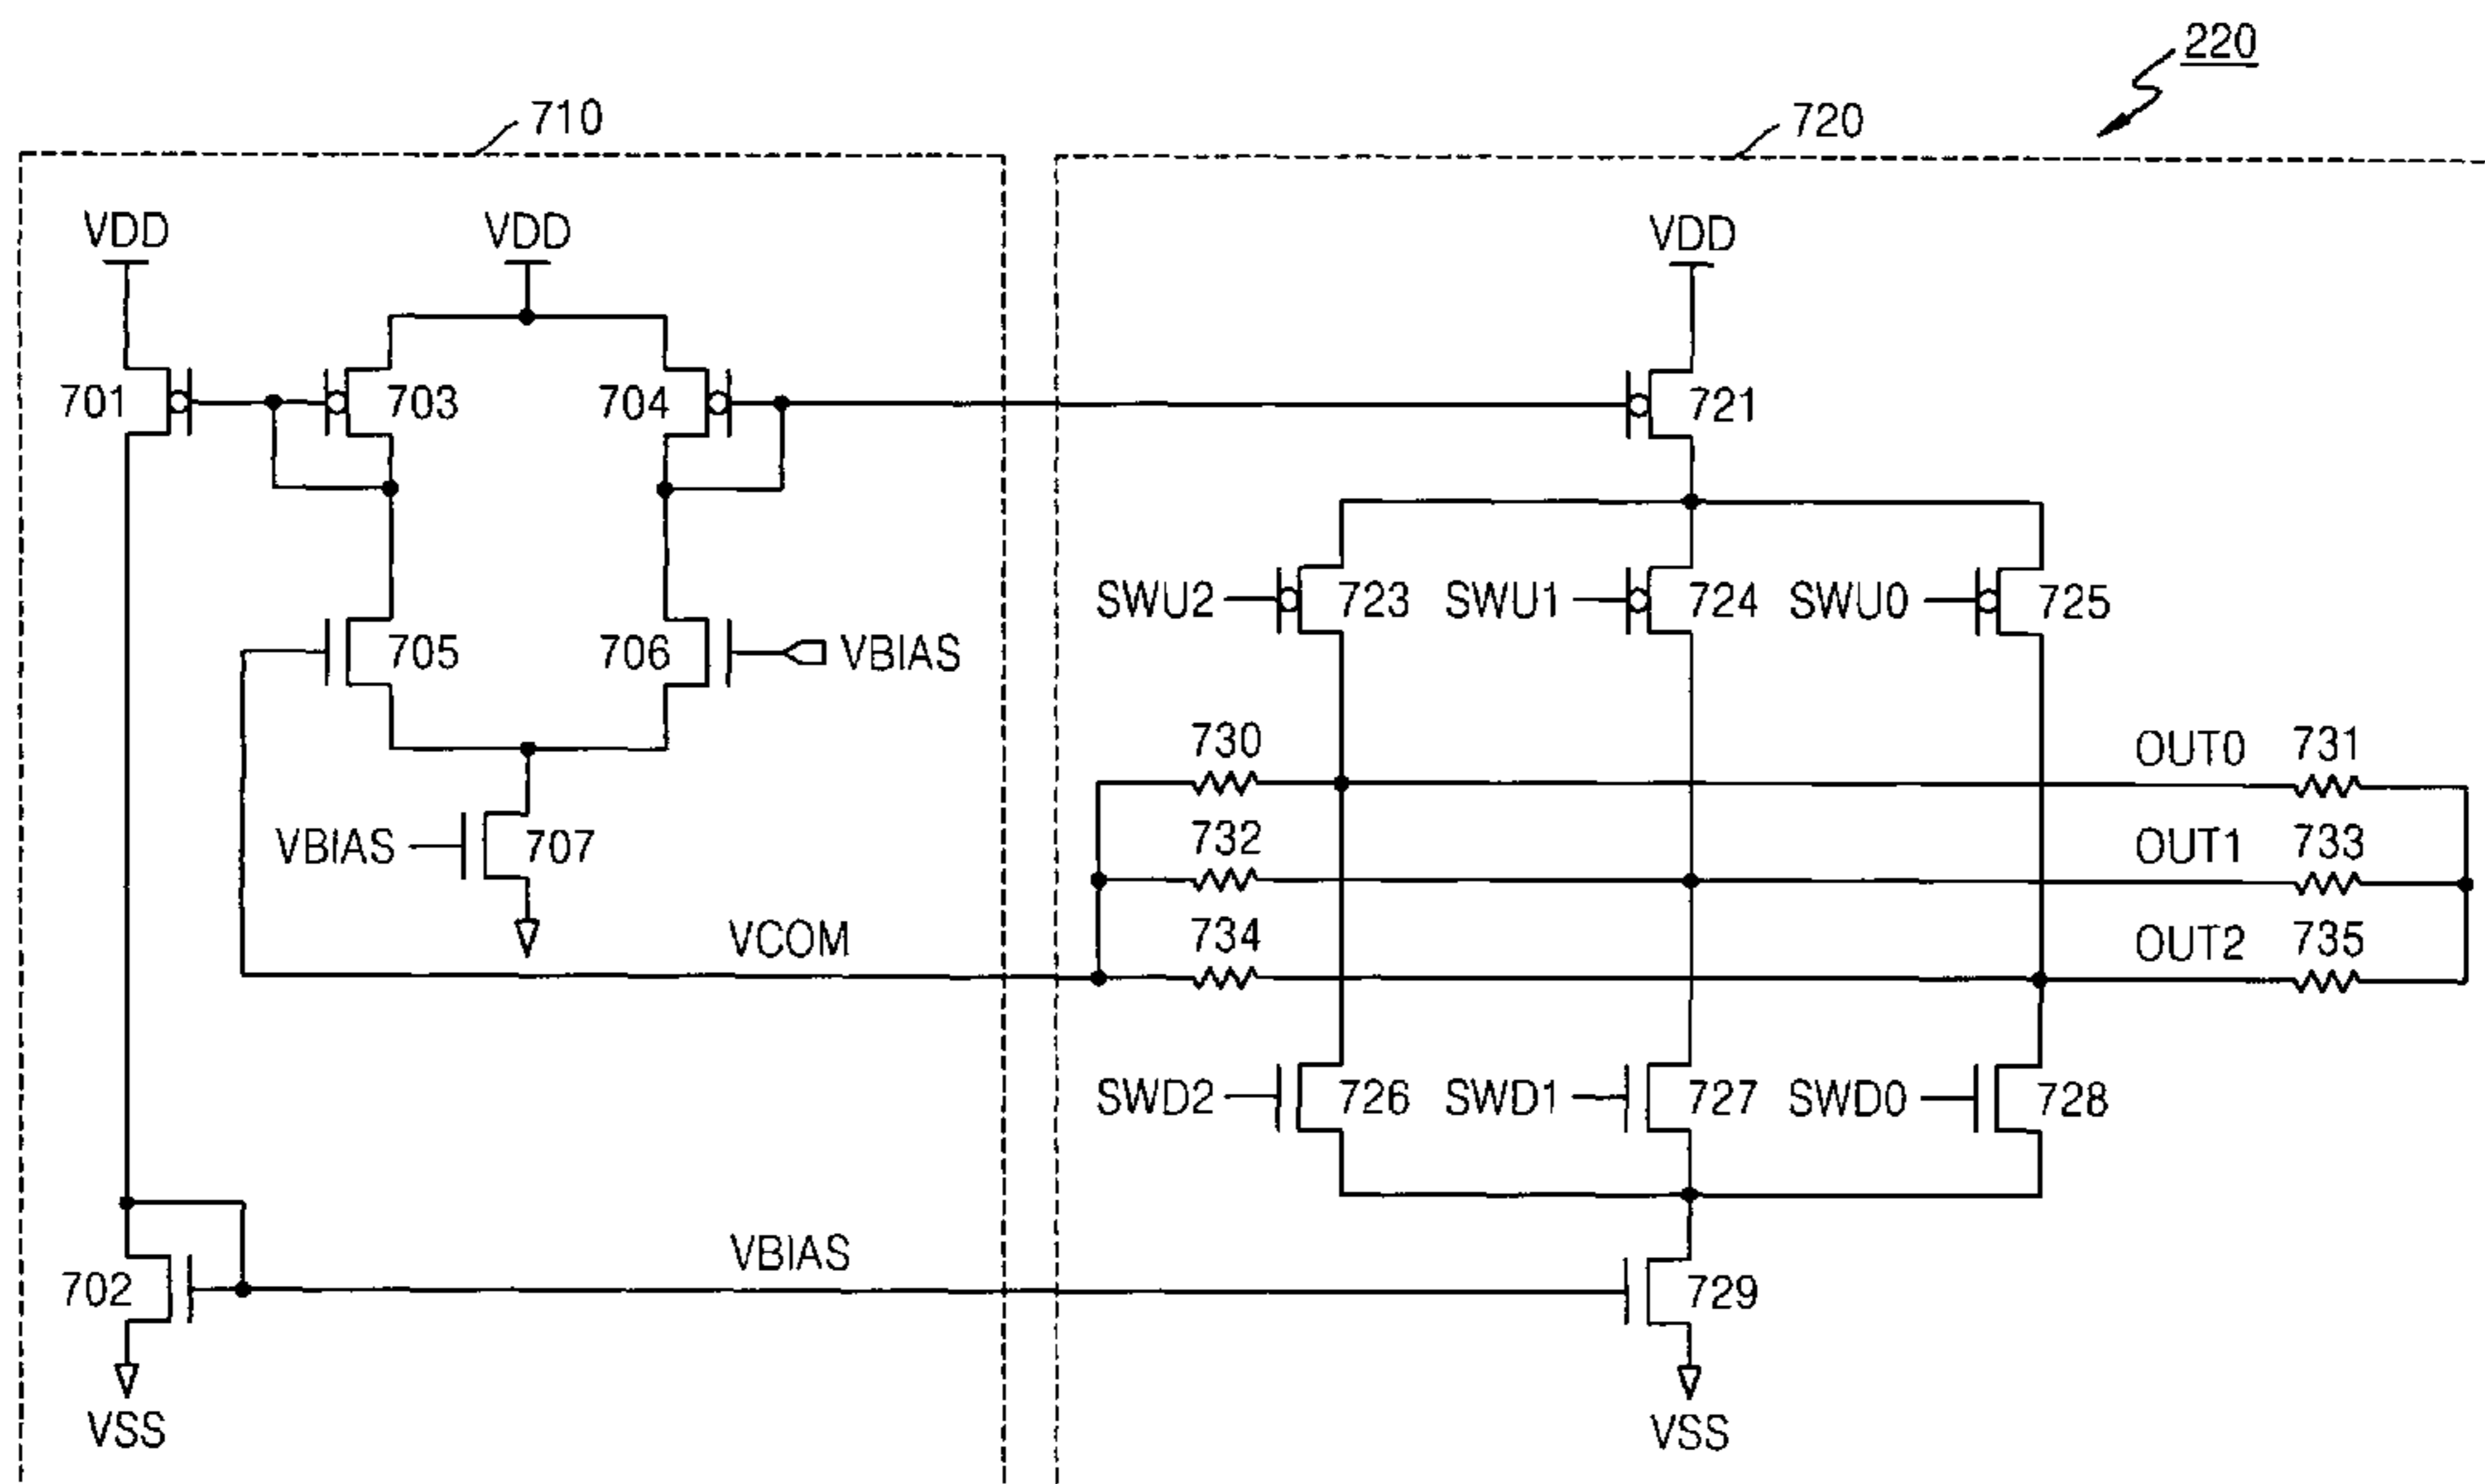 220
710
720
VDD
VDD
VDD
701
703
704
721
SWU2
723
SWU1
724
SWU0
725
705
706
VBIAS
730
OUT0
731
VBIAS
707
732
OUT1
733
VCOM
734
OUT2
735
SWD2
726
SWD1
727
SWD0
728
VBIAS
702
729
VSS
VSS